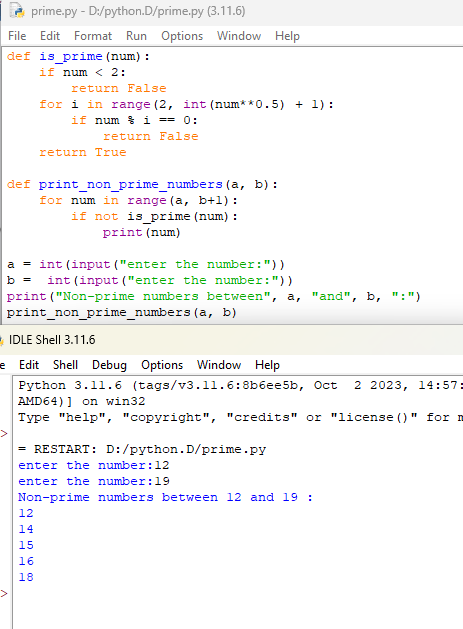 prime.py - D:/python.D/prime.py (3.11.6)
File Edit Format Run Options Window Help
def is_prime(num):
    if num < 2:
        return False
    for i in range(2, int(num**0.5) + 1):
        if num % i == 0:
            return False
    return True

def print_non_prime_numbers(a, b):
    for num in range(a, b+1):
        if not is_prime(num):
            print(num)

a = int(input("enter the number:"))
b =  int(input("enter the number:"))
print("Non-prime numbers between", a, "and", b, ":")
print_non_prime_numbers(a, b)
IDLE Shell 3.11.6
e Edit Shell Debug Options Window Help
Python 3.11.6 (tags/v3.11.6:8b6ee5b, Oct  2 2023, 14:57:
AMD64)] on win32
Type "help", "copyright", "credits" or "license()" for m
>
= RESTART: D:/python.D/prime.py
enter the number:12
enter the number:19
Non-prime numbers between 12 and 19 :
12
14
15
16
18
>